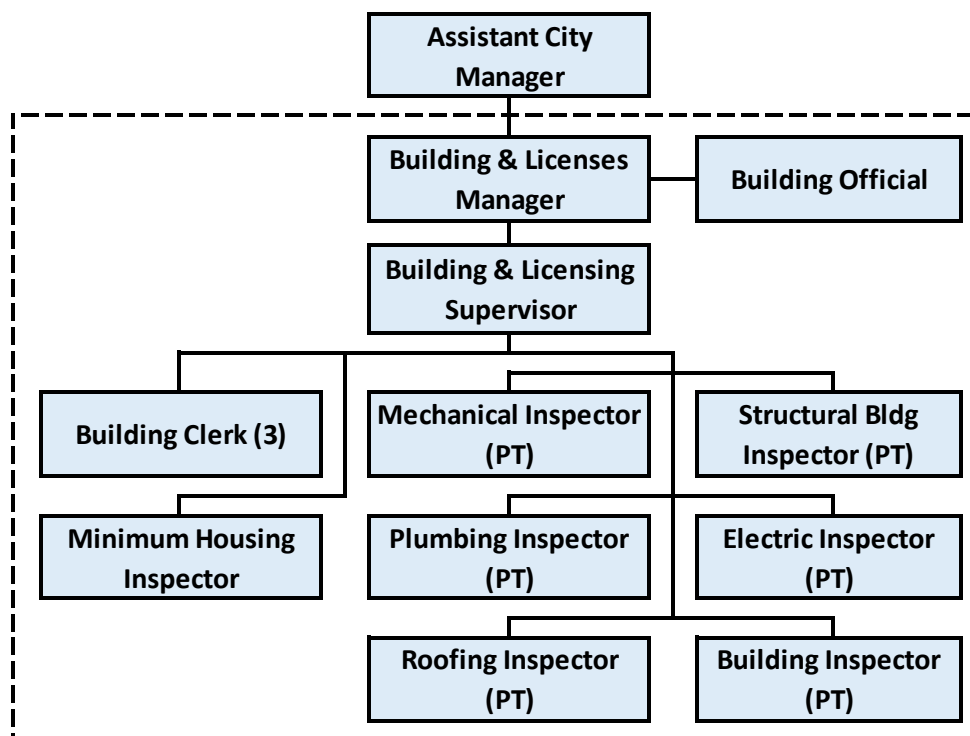 Assistant City
Manager
Building & Licenses
Manager
Building Official
Building & Licensing
Supervisor
Building Clerk (3)
Mechanical Inspector
(PT)
Structural Bldg
Inspector (PT)
Minimum Housing
Inspector
Plumbing Inspector
(PT)
Electric Inspector
(PT)
Roofing Inspector
(PT)
Building Inspector
(PT)